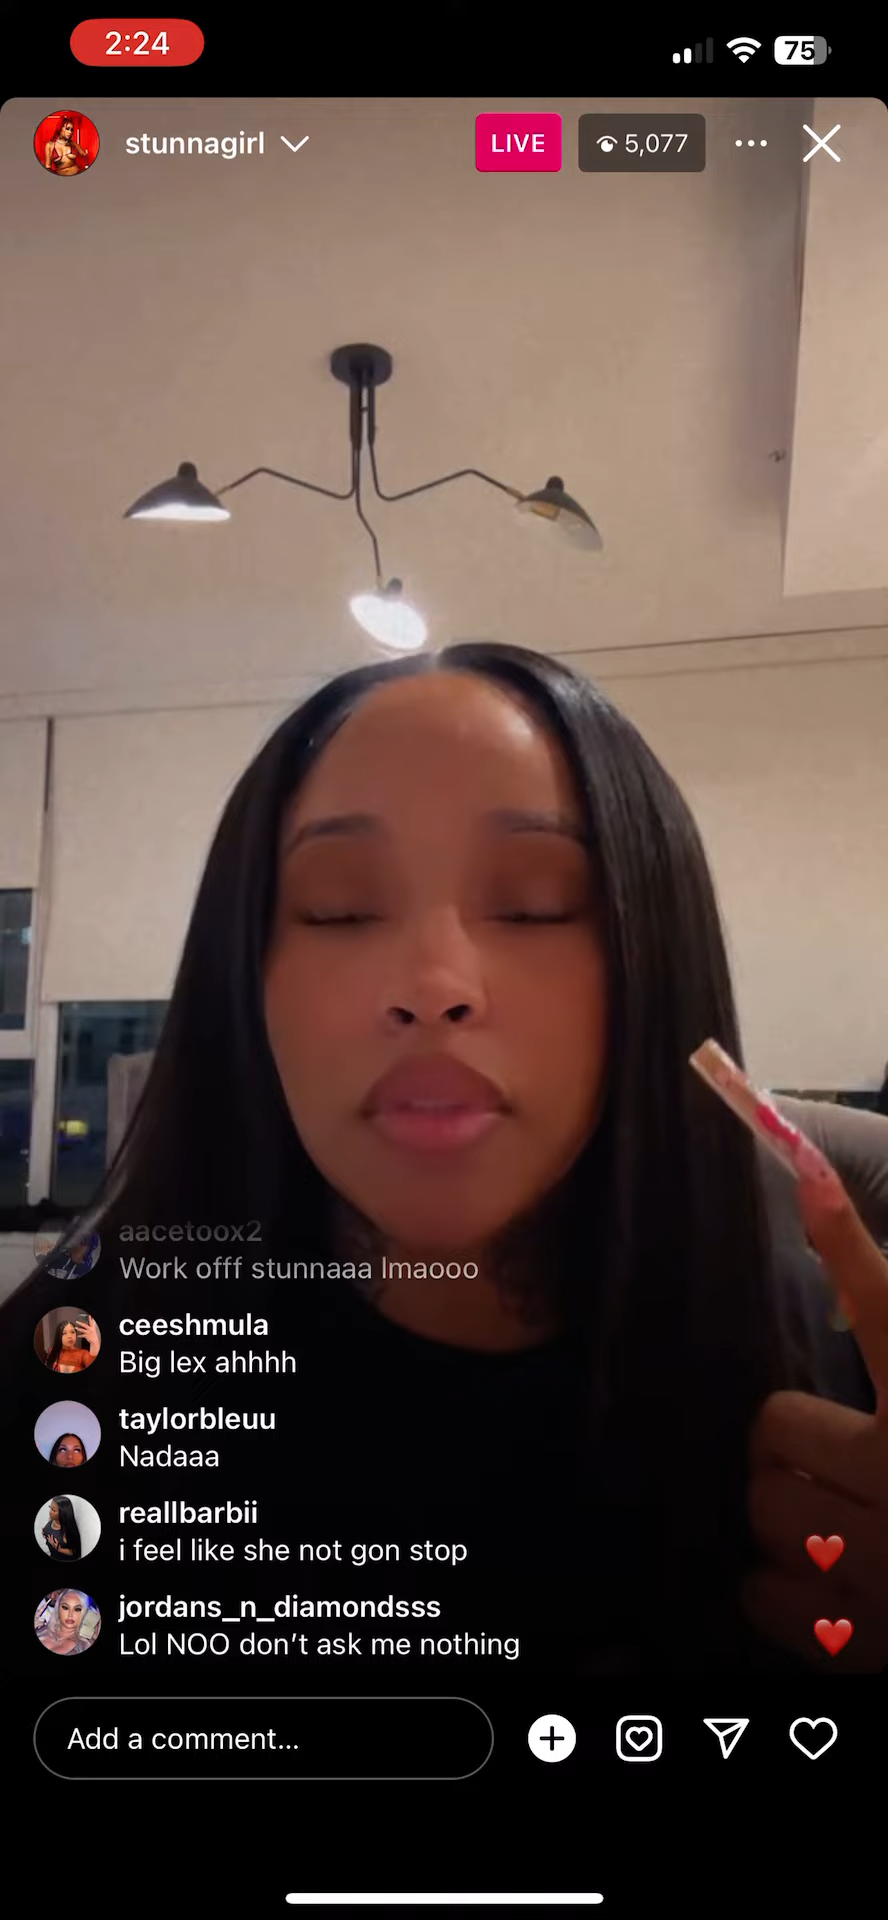 2:24
75
stunnagirl
LIVE
5,077
aacetoox2
Work offf stunnaaa lmaooo
ceeshmula
Big lex ahhhh
taylorbleuu
Nadaaa
reallbarbii
i feel like she not gon stop
jordans_n_diamondsss
Lol NOO don’t ask me nothing
Add a comment...